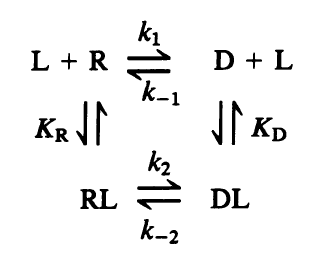 k₁
L + R ⇌ D + L
k₋₁
K_R ⇌ ⇌ K_D
k₂
RL ⇌ DL
k₋₂